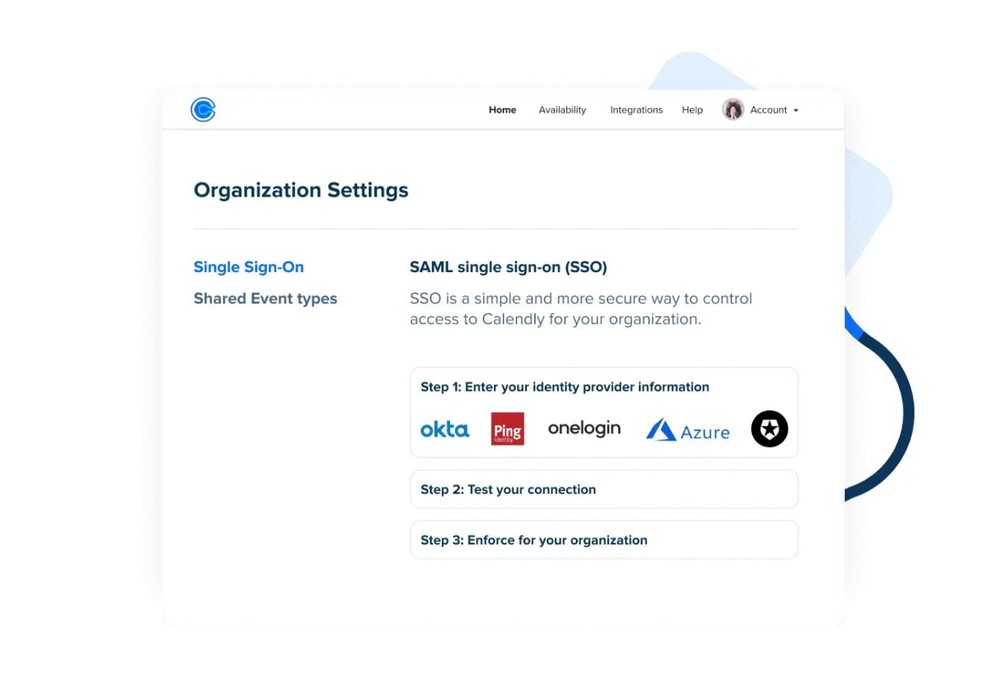 Home Availability Integrations Help Account
Organization Settings
Single Sign-On
Shared Event types
SAML single sign-on (SSO)
SSO is a simple and more secure way to control
access to Calendly for your organization.
Step 1: Enter your identity provider information
okta Ping Identity onelogin Azure
Step 2: Test your connection
Step 3: Enforce for your organization